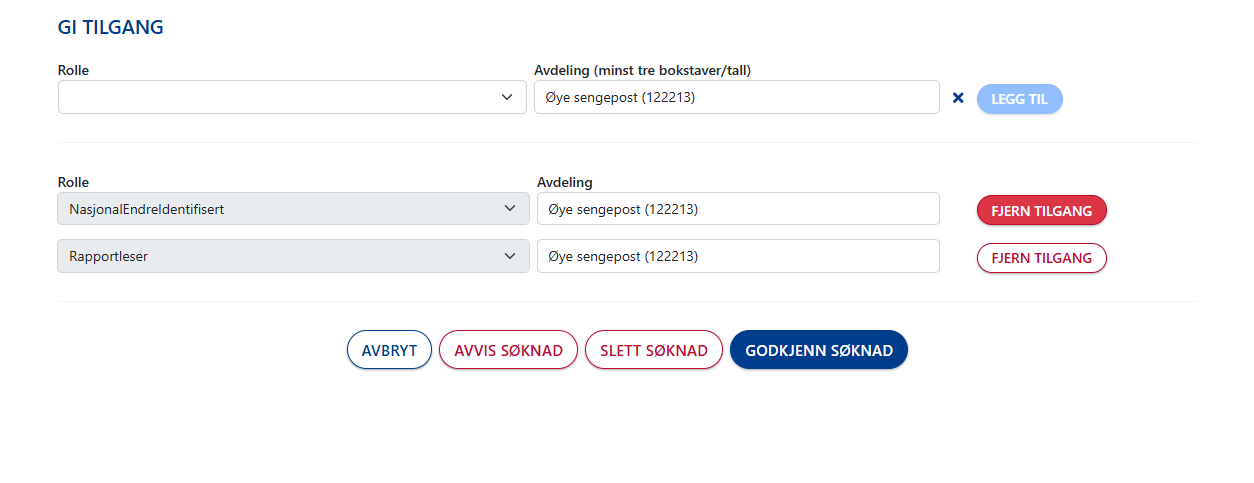 GI TILGANG
Rolle Avdeling (minst tre bokstaver/tall)
Øye sengepost (122213) LEGG TIL
Rolle Avdeling
NasjonalEndreIdentifisert Øye sengepost (122213) FJERN TILGANG
Rapportleser Øye sengepost (122213) FJERN TILGANG
AVBRYT AVVIS SØKNAD SLETT SØKNAD GODKJENN SØKNAD